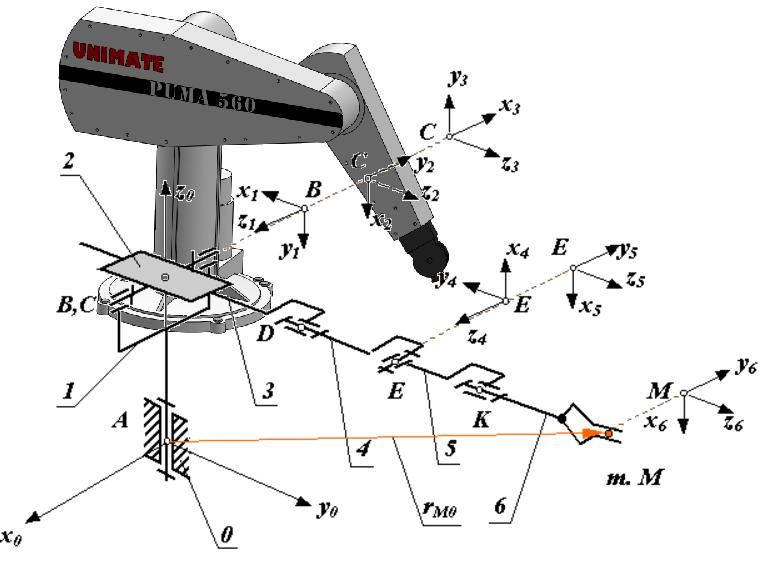 UNIMATE
PUMA 560
y3
x3
C
z3
2
z0
x1
B
z1
y1
C
y2
z2
x2
x4
E
y5
y4
E
z5
z4
x5
B,C
D
1
3
E
K
M
y6
z6
x6
A
4
5
m. M
x0
0
y0
rM0
6